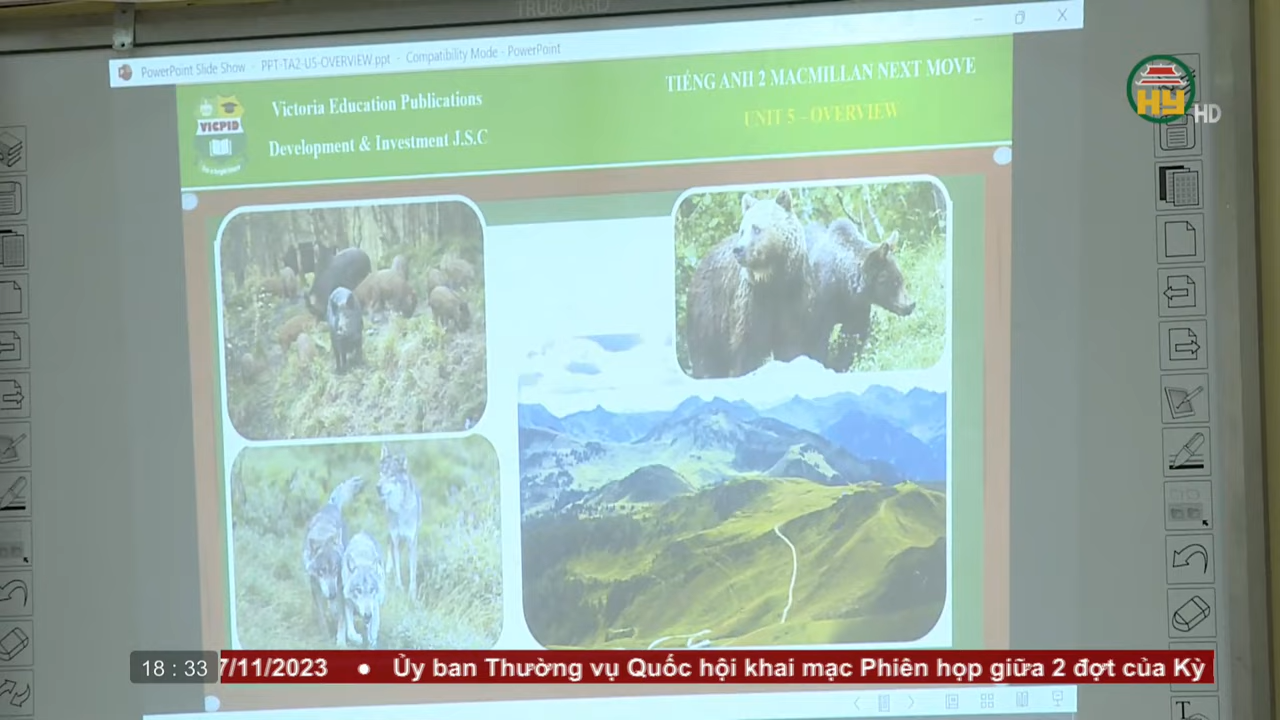 TRUBOARD
PowerPoint Slide Show - PPT-TA2-U5-OVERVIEW.ppt - Compatibility Mode - PowerPoint
Victoria Education Publications
Development & Investment J.S.C
VICPID
TIẾNG ANH 2 MACMILLAN NEXT MOVE
UNIT 5 – OVERVIEW
HY HD
18 : 33
7/11/2023 • Ủy ban Thường vụ Quốc hội khai mạc Phiên họp giữa 2 đợt của Kỳ